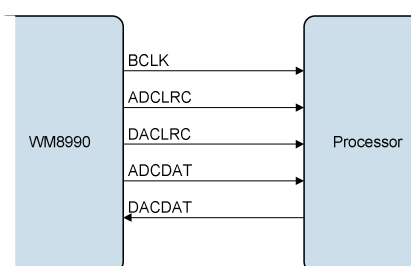 BCLK
ADCLRC
WM8990
DACLRC
Processor
ADCDAT
DACDAT